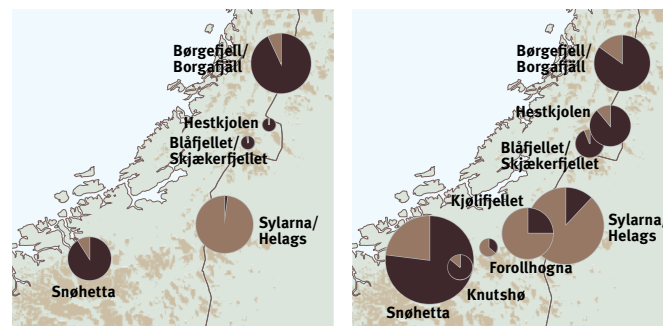 Børgefjell/
Borgafjäll
Hestkjolen
Blåfjellet/
Skjækerfjellet
Sylarna/
Helags
Snøhetta
Børgefjell/
Borgafjäll
Hestkjolen
Blåfjellet/
Skjækerfjellet
Kjølifjellet
Sylarna/
Helags
Forollhogna
Knutshø
Snøhetta